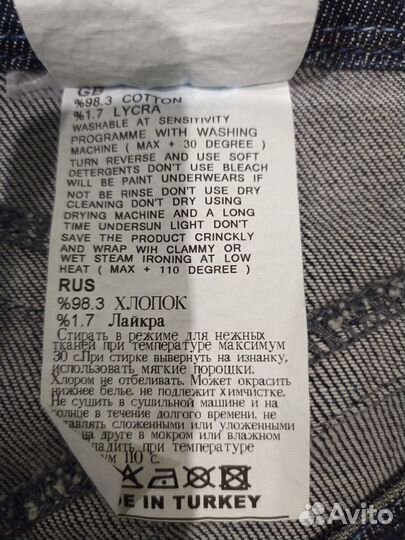 GB
%98.3 COTTON
%1.7 LYCRA
WASHABLE AT SENSITIVITY
PROGRAMME WITH WASHING
MACHINE ( MAX + 30 DEGREE )
TURN REVERSE AND USE SOFT
DETERGENTS DON'T USE BLEACH
WILL BE PAINT UNDERWEARS IF
NOT BE RINSE DON'T USE DRY
CLEANING DON'T DRY USING
DRYING MACHINE AND A LONG
TIME UNDERSUN LIGHT DON'T
SAVE THE PRODUCT CRINCKLY
AND WRAP WIH CLAMMY OR
WET STEAM IRONING AT LOW
HEAT ( MAX + 110 DEGREE )
RUS
%98.3 ХЛОПОК
%1.7 Лайкра
Стирать в режиме для нежных
тканей при температуре максимум
30 с.При стирке вывернуть на изнанку,
использовать мягкие порошки.
Хлором не отбеливать. Может окрасить
нижнее белье, не подлежит химчистке.
Не сушить в сушильной машине и на
солнце в течение долгого времени. не
тавлять сложенными или уложенными
на друге в мокром или влажном
ладить при температуре
ум 110 с.
DE IN TURKEY
Avito